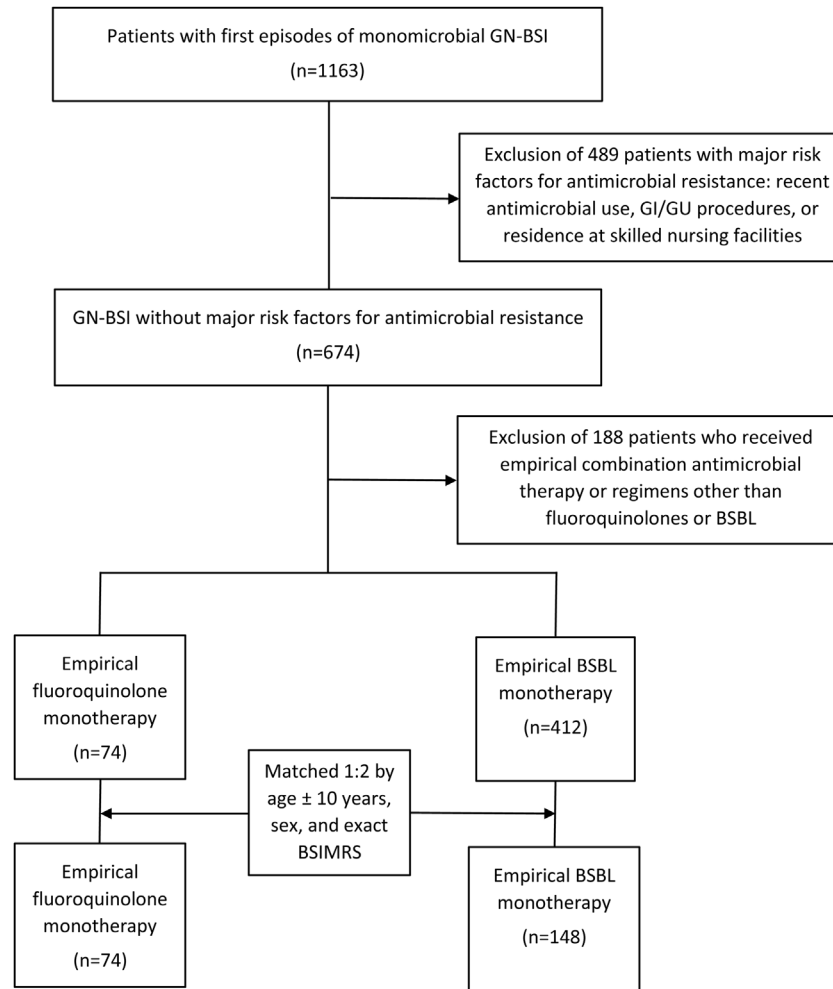 Patients with first episodes of monomicrobial GN-BSI
(n=1163)
Exclusion of 489 patients with major risk
factors for antimicrobial resistance: recent
antimicrobial use, GI/GU procedures, or
residence at skilled nursing facilities
GN-BSI without major risk factors for antimicrobial resistance
(n=674)
Exclusion of 188 patients who received
empirical combination antimicrobial
therapy or regimens other than
fluoroquinolones or BSBL
Empirical
fluoroquinolone
monotherapy
(n=74)
Empirical BSBL
monotherapy
(n=412)
Matched 1:2 by
age ± 10 years,
sex, and exact
BSIMRS
Empirical
fluoroquinolone
monotherapy
(n=74)
Empirical BSBL
monotherapy
(n=148)